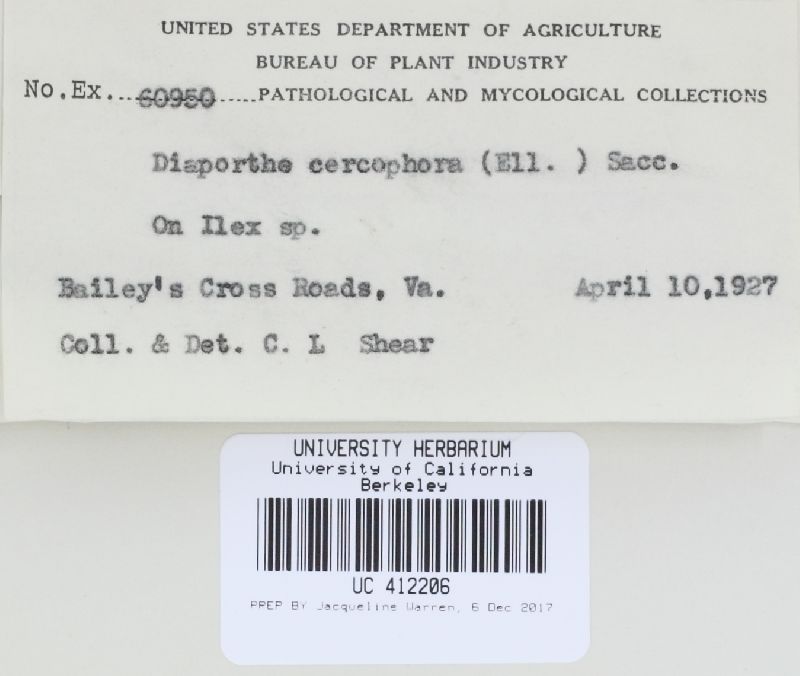 UNITED STATES DEPARTMENT OF AGRICULTURE
BUREAU OF PLANT INDUSTRY
No.Ex....60950.....PATHOLOGICAL AND MYCOLOGICAL COLLECTIONS
Diaporthe cercophora (Ell. ) Sacc.
On Ilex sp.
Bailey's Cross Roads, Va. April 10,1927
Coll. & Det. C. L Shear
UNIVERSITY HERBARIUM
University of California
Berkeley
UC 412206
PREP BY Jacqueline Warren, 6 Dec 2017